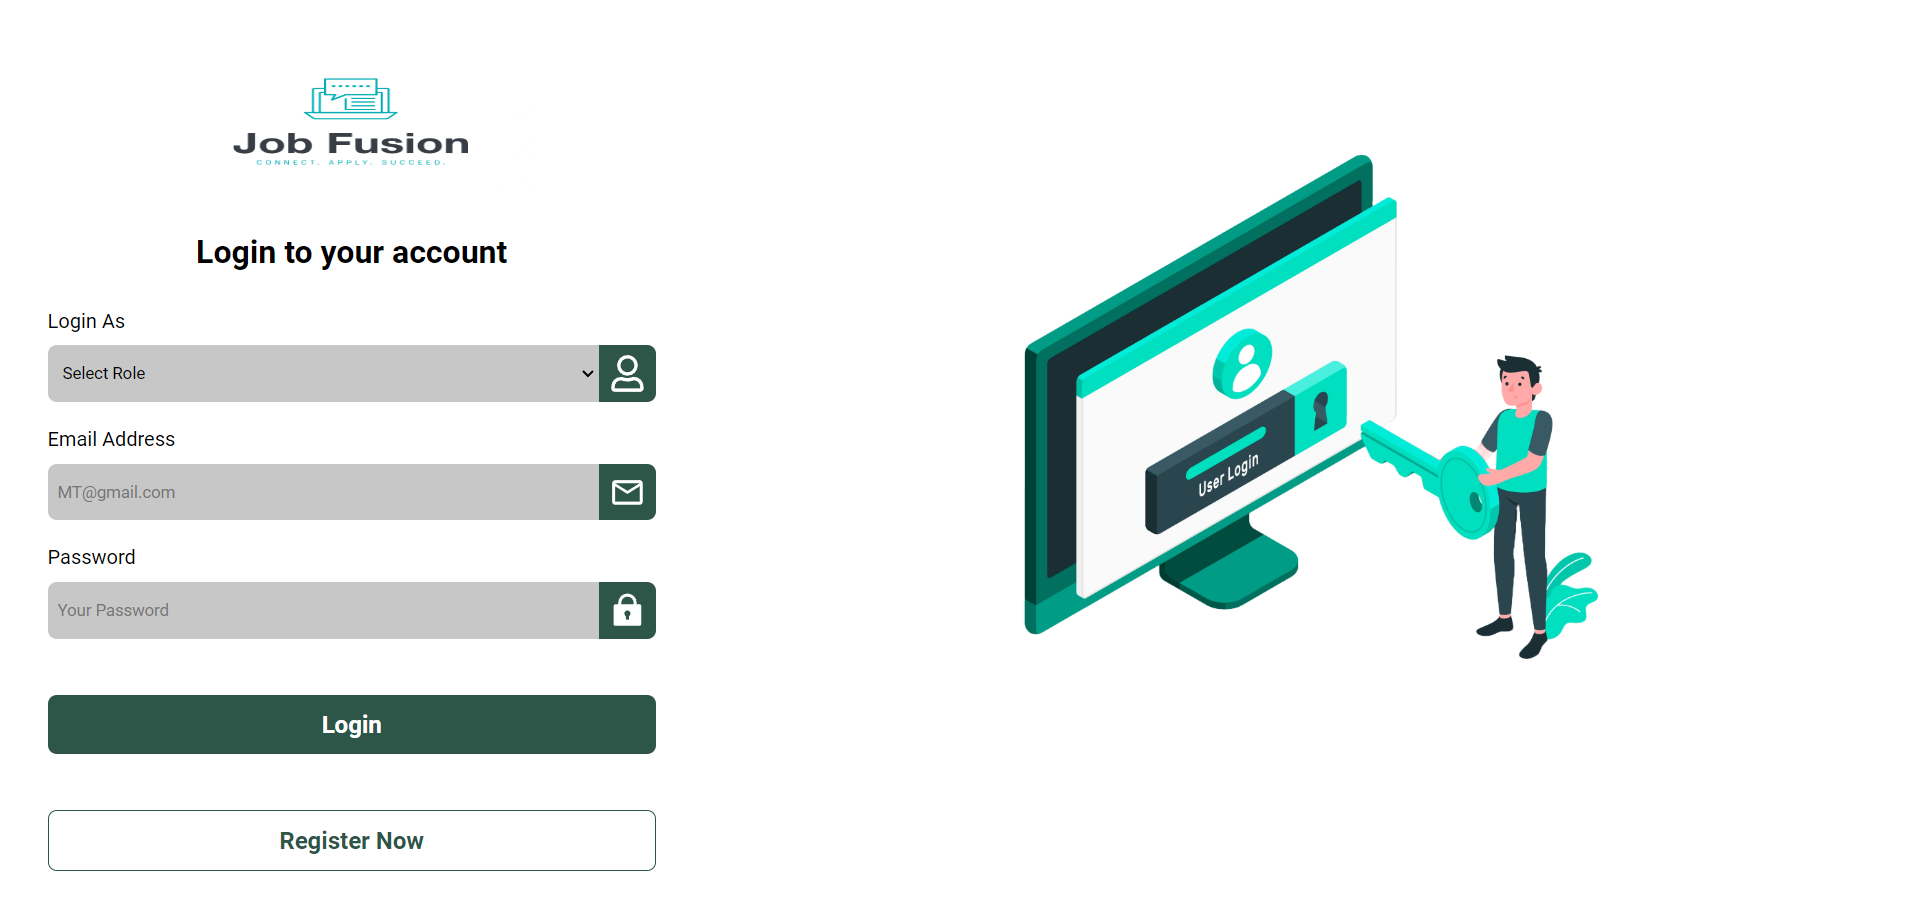 Job Fusion
CONNECT. APPLY. SUCCEED.
Login to your account
Login As
Select Role
Email Address
MT@gmail.com
Password
Your Password
Login
Register Now
User Login